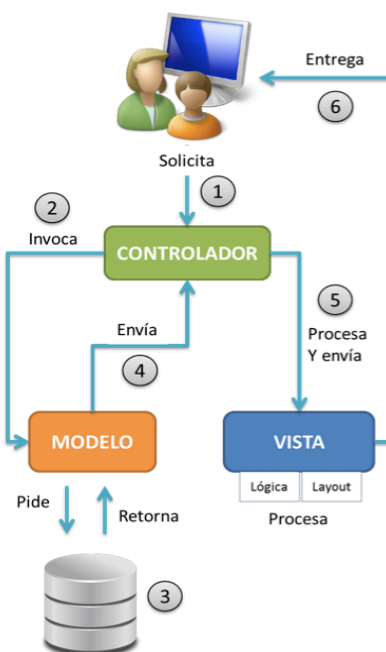 Entrega
6
Solicita
1
2
Invoca
CONTROLADOR
Envía
4
5
Procesa
Y envía
MODELO
VISTA
Lógica
Layout
Procesa
Pide
Retorna
3